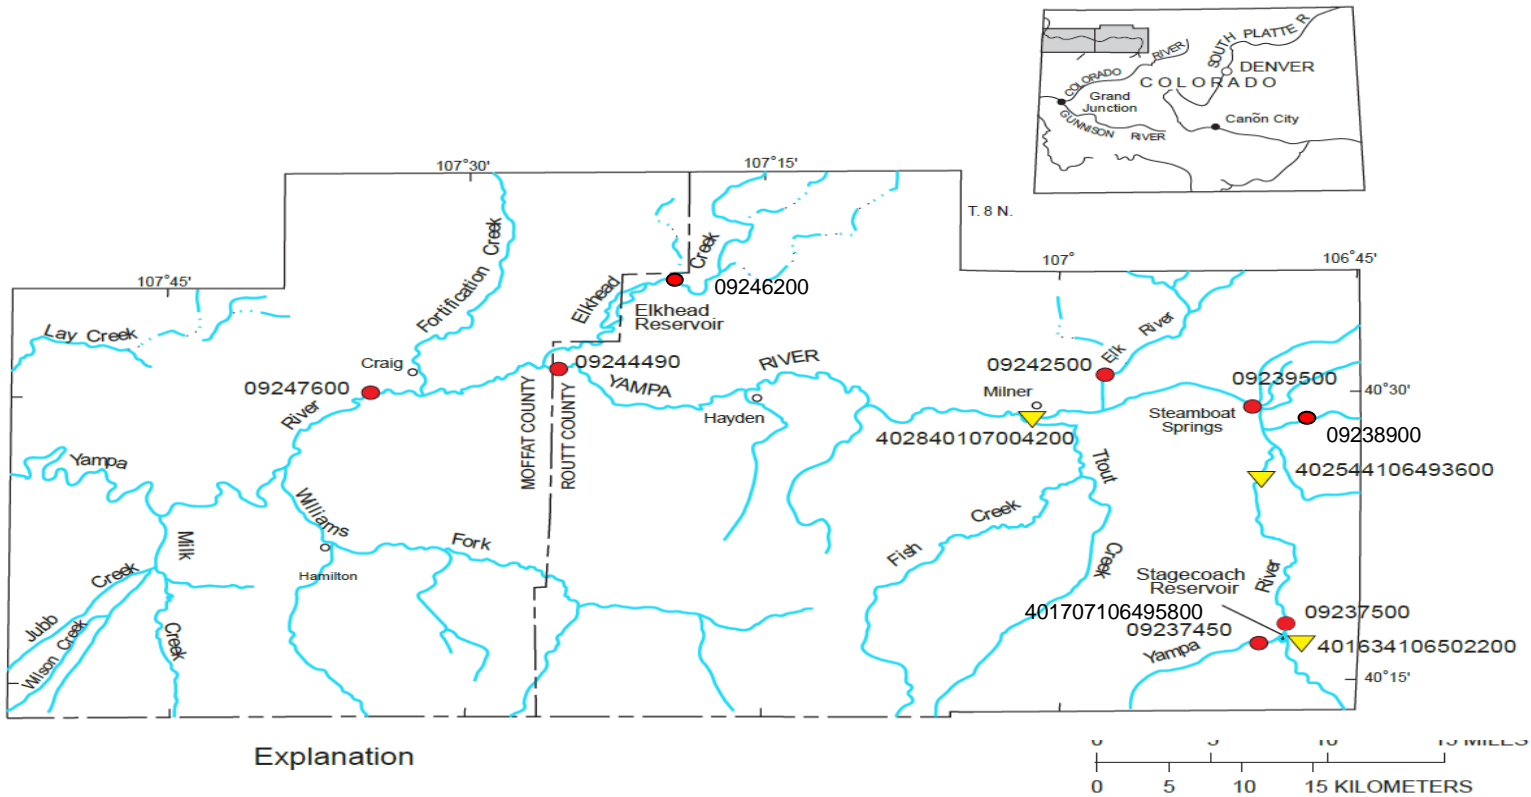 SOUTH PLATTE R
COLORADO RIVER
DENVER
COLORADO
Grand
Junction
GUNNISON RIVER
Cañon City
107°30'
107°15'
T. 8 N.
107°
106°45'
107°45'
Fortification Creek
Elkhead Creek
09246200
Elkhead
Reservoir
Lay Creek
Craig
09244490
09247600
YAMPA RIVER
Hayden
MOFFAT COUNTY
ROUTT COUNTY
Elk River
09242500
Milner
09239500
40°30'
Steamboat
Springs
09238900
402840107004200
402544106493600
River
Yampa
Williams Fork
Hamilton
Milk Creek
Jubb Creek
Wilson Creek
Ttout Creek
Fish Creek
Stagecoach
Reservoir
River
401707106495800
09237500
09237450
Yampa
401634106502200
40°15'
Explanation
0 5 10 15 MILES
0 5 10 15 KILOMETERS